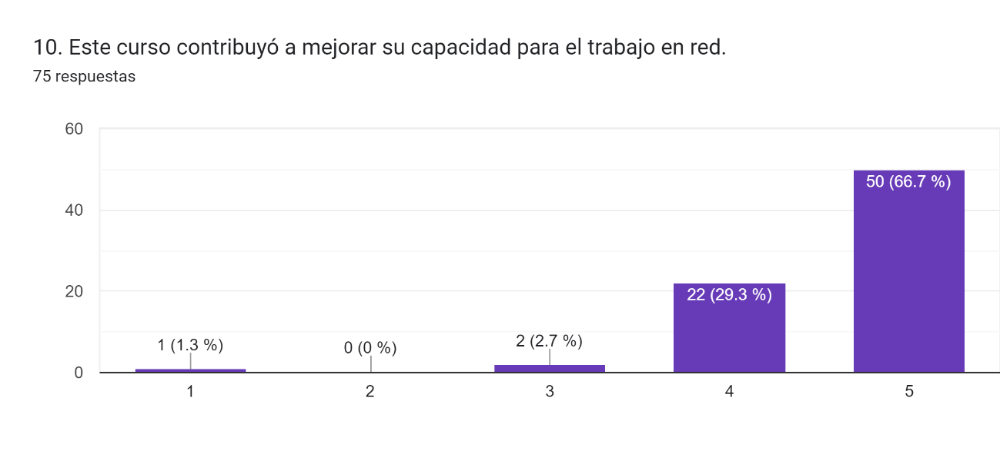 10. Este curso contribuyó a mejorar su capacidad para el trabajo en red.
75 respuestas
60
40
20
0
1 (1.3 %)
0 (0 %)
2 (2.7 %)
22 (29.3 %)
50 (66.7 %)
1
2
3
4
5